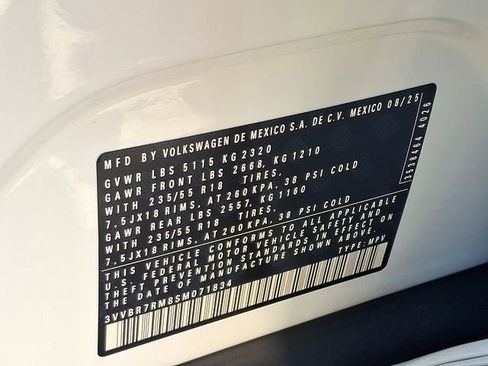 MFD BY VOLKSWAGEN DE MEXICO S.A. DE C.V. MEXICO 08/25
GVWR LBS 5115 KG 2320
GAWR FRONT LBS 2668, KG 1210
WITH 235/55 R18 TIRES,
7.5JX18 RIMS, AT 260 KPA, 38 PSI COLD
GAWR REAR LBS 2557, KG 1160
WITH 235/55 R18 TIRES,
7.5JX18 RIMS, AT 260 KPA, 38 PSI COLD
THIS VEHICLE CONFORMS TO ALL APPLICABLE
U.S. FEDERAL MOTOR VEHICLE SAFETY AND
THEFT PREVENTION STANDARDS IN EFFECT ON
THE DATE OF MANUFACTURE SHOWN ABOVE.
3VVBR7RM8SM071834 TYPE: MPV
3538464 4026